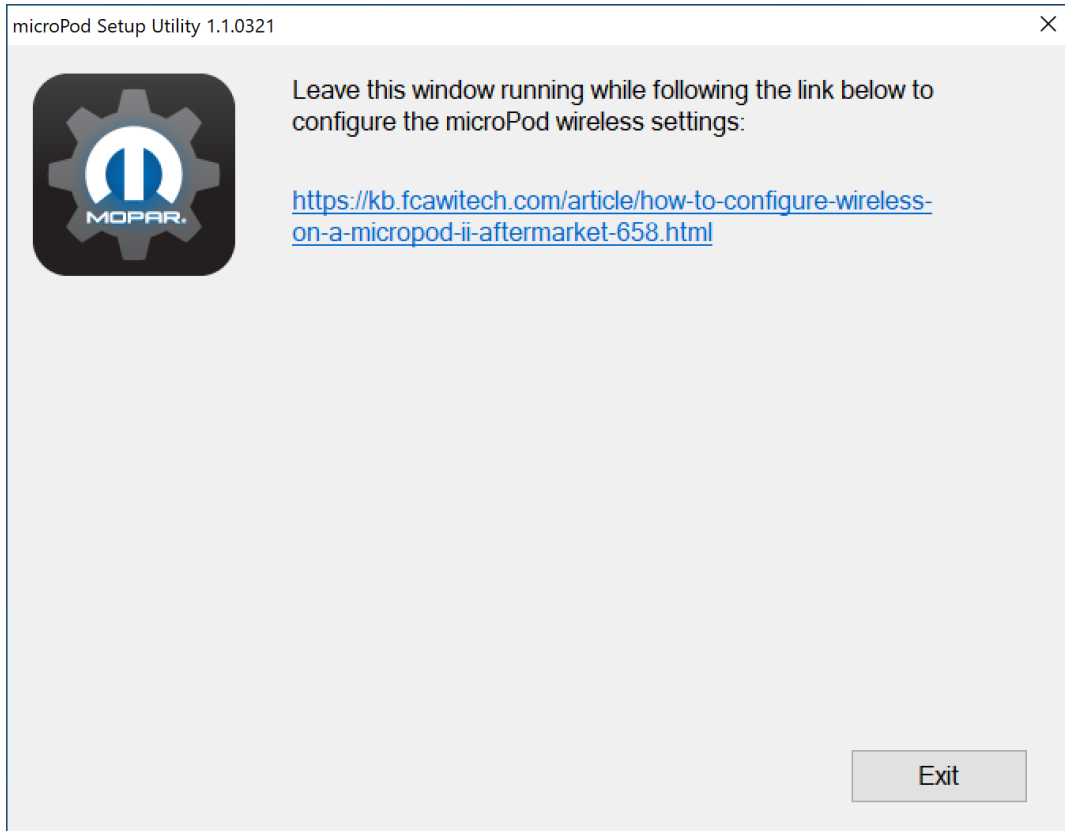 microPod Setup Utility 1.1.0321
Leave this window running while following the link below to
configure the microPod wireless settings:
https://kb.fcawitech.com/article/how-to-configure-wireless-
on-a-micropod-ii-aftermarket-658.html
MOPAR.
Exit